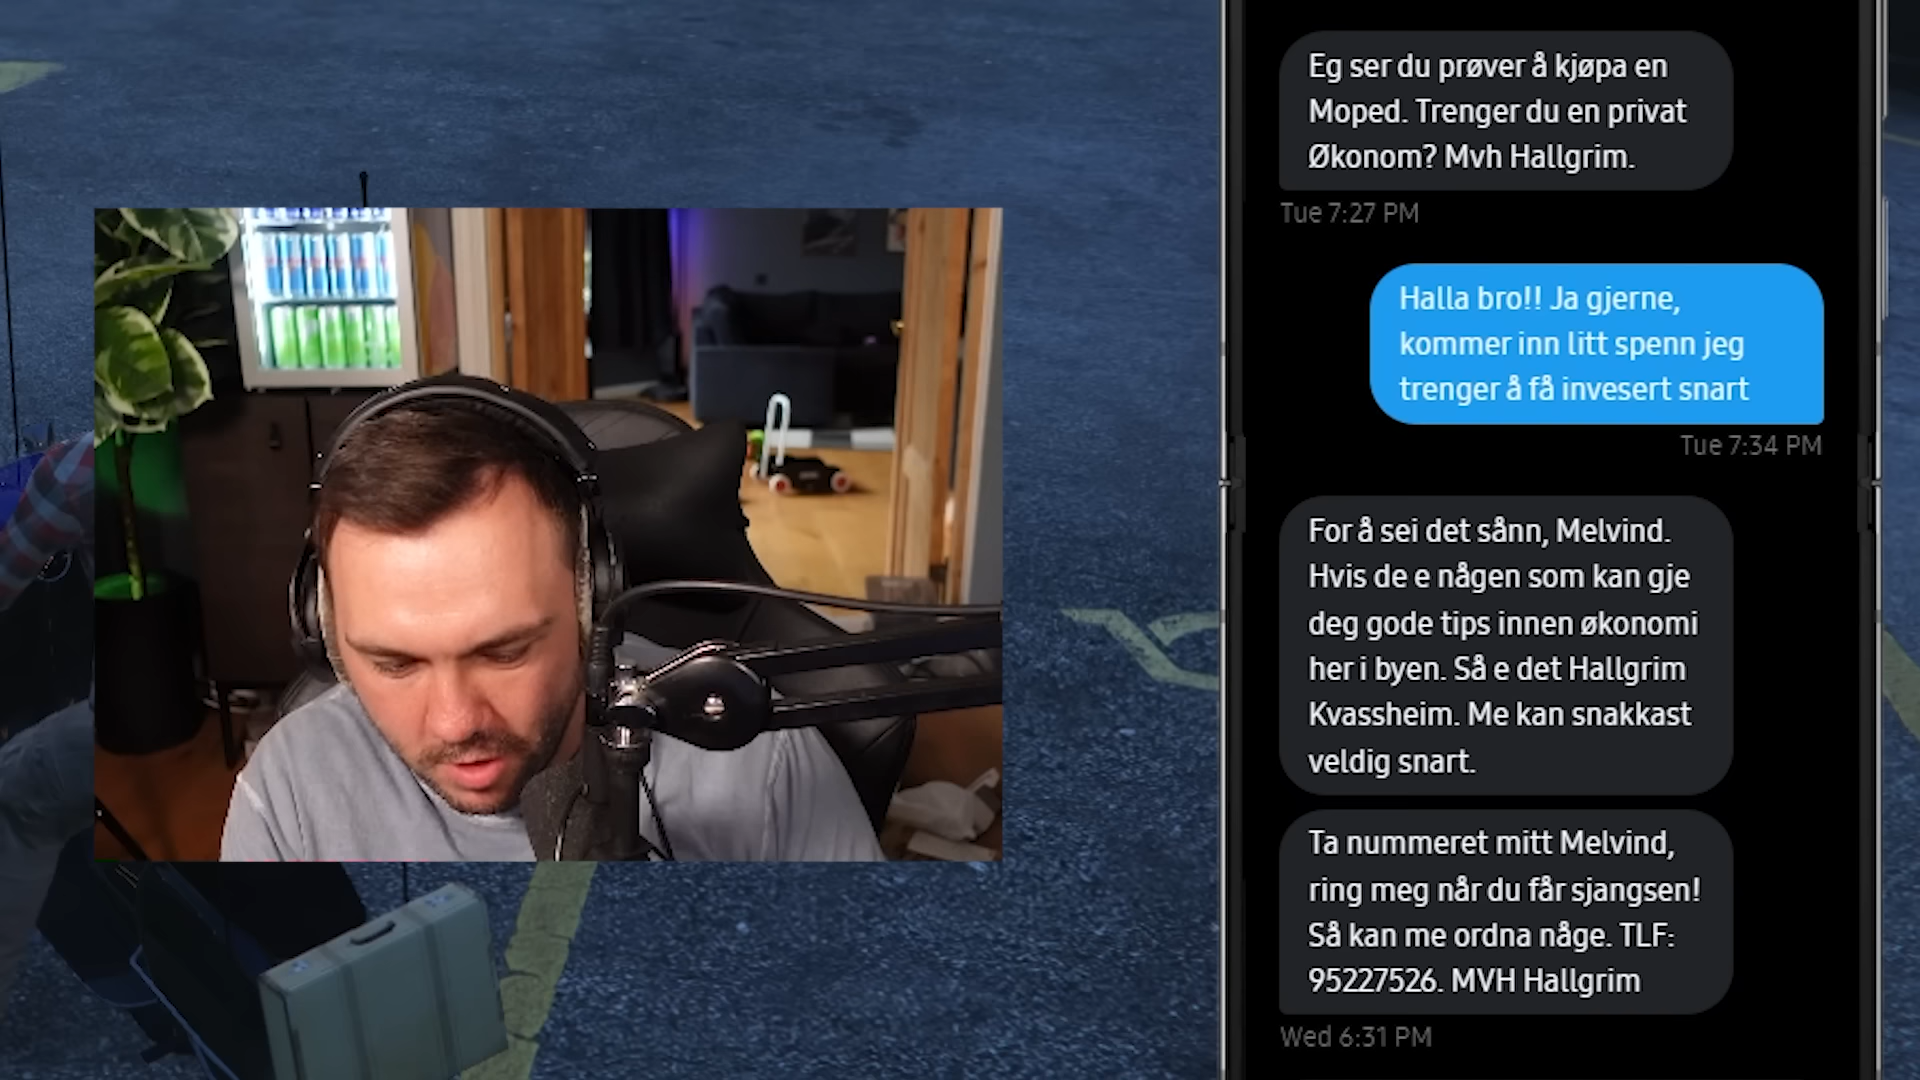 Eg ser du prøver å kjøpa en
Moped. Trenger du en privat
Økonom? Mvh Hallgrim.
Tue 7:27 PM
Halla bro!! Ja gjerne,
kommer inn litt spenn jeg
trenger å få invesert snart
Tue 7:34 PM
For å sei det sånn, Melvind.
Hvis de e någen som kan gje
deg gode tips innen økonomi
her i byen. Så e det Hallgrim
Kvassheim. Me kan snakkast
veldig snart.
Ta nummeret mitt Melvind,
ring meg når du får sjangsen!
Så kan me ordna någe. TLF:
95227526. MVH Hallgrim
Wed 6:31 PM